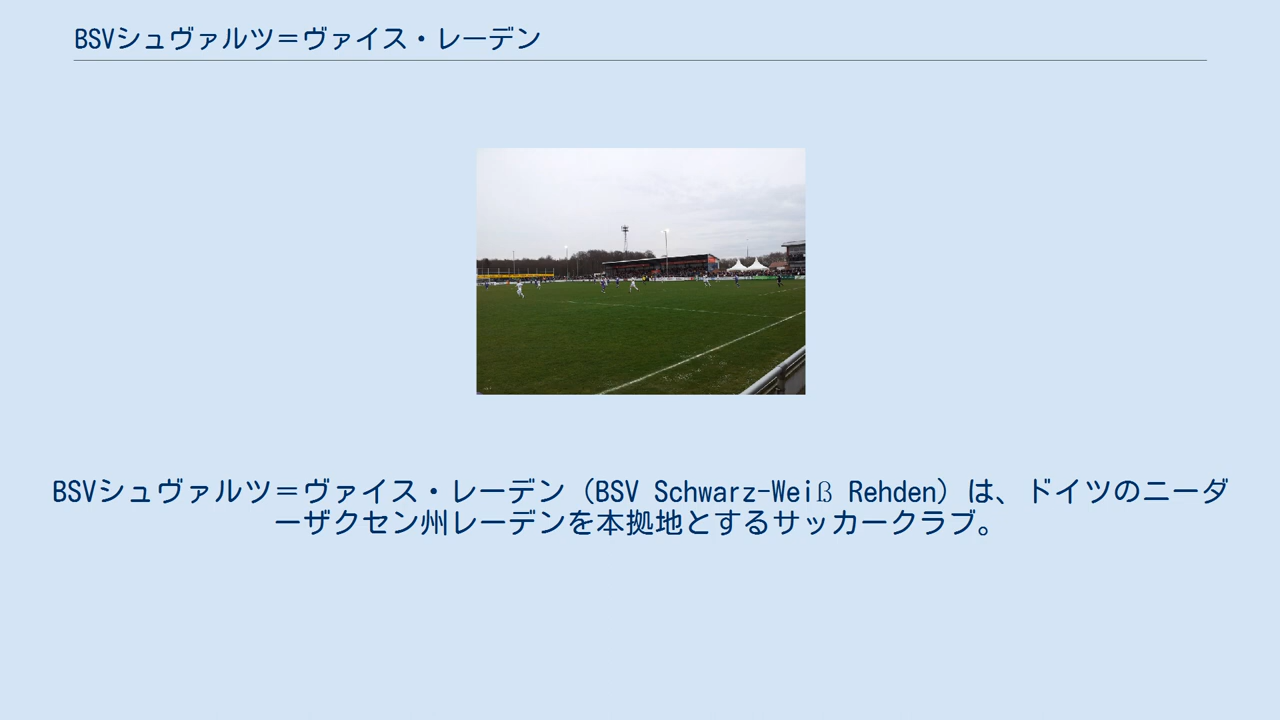 BSVシュヴァルツ＝ヴァイス・レーデン
BSVシュヴァルツ＝ヴァイス・レーデン（BSV Schwarz-Weiß Rehden）は、ドイツのニーダ
ーザクセン州レーデンを本拠地とするサッカークラブ。